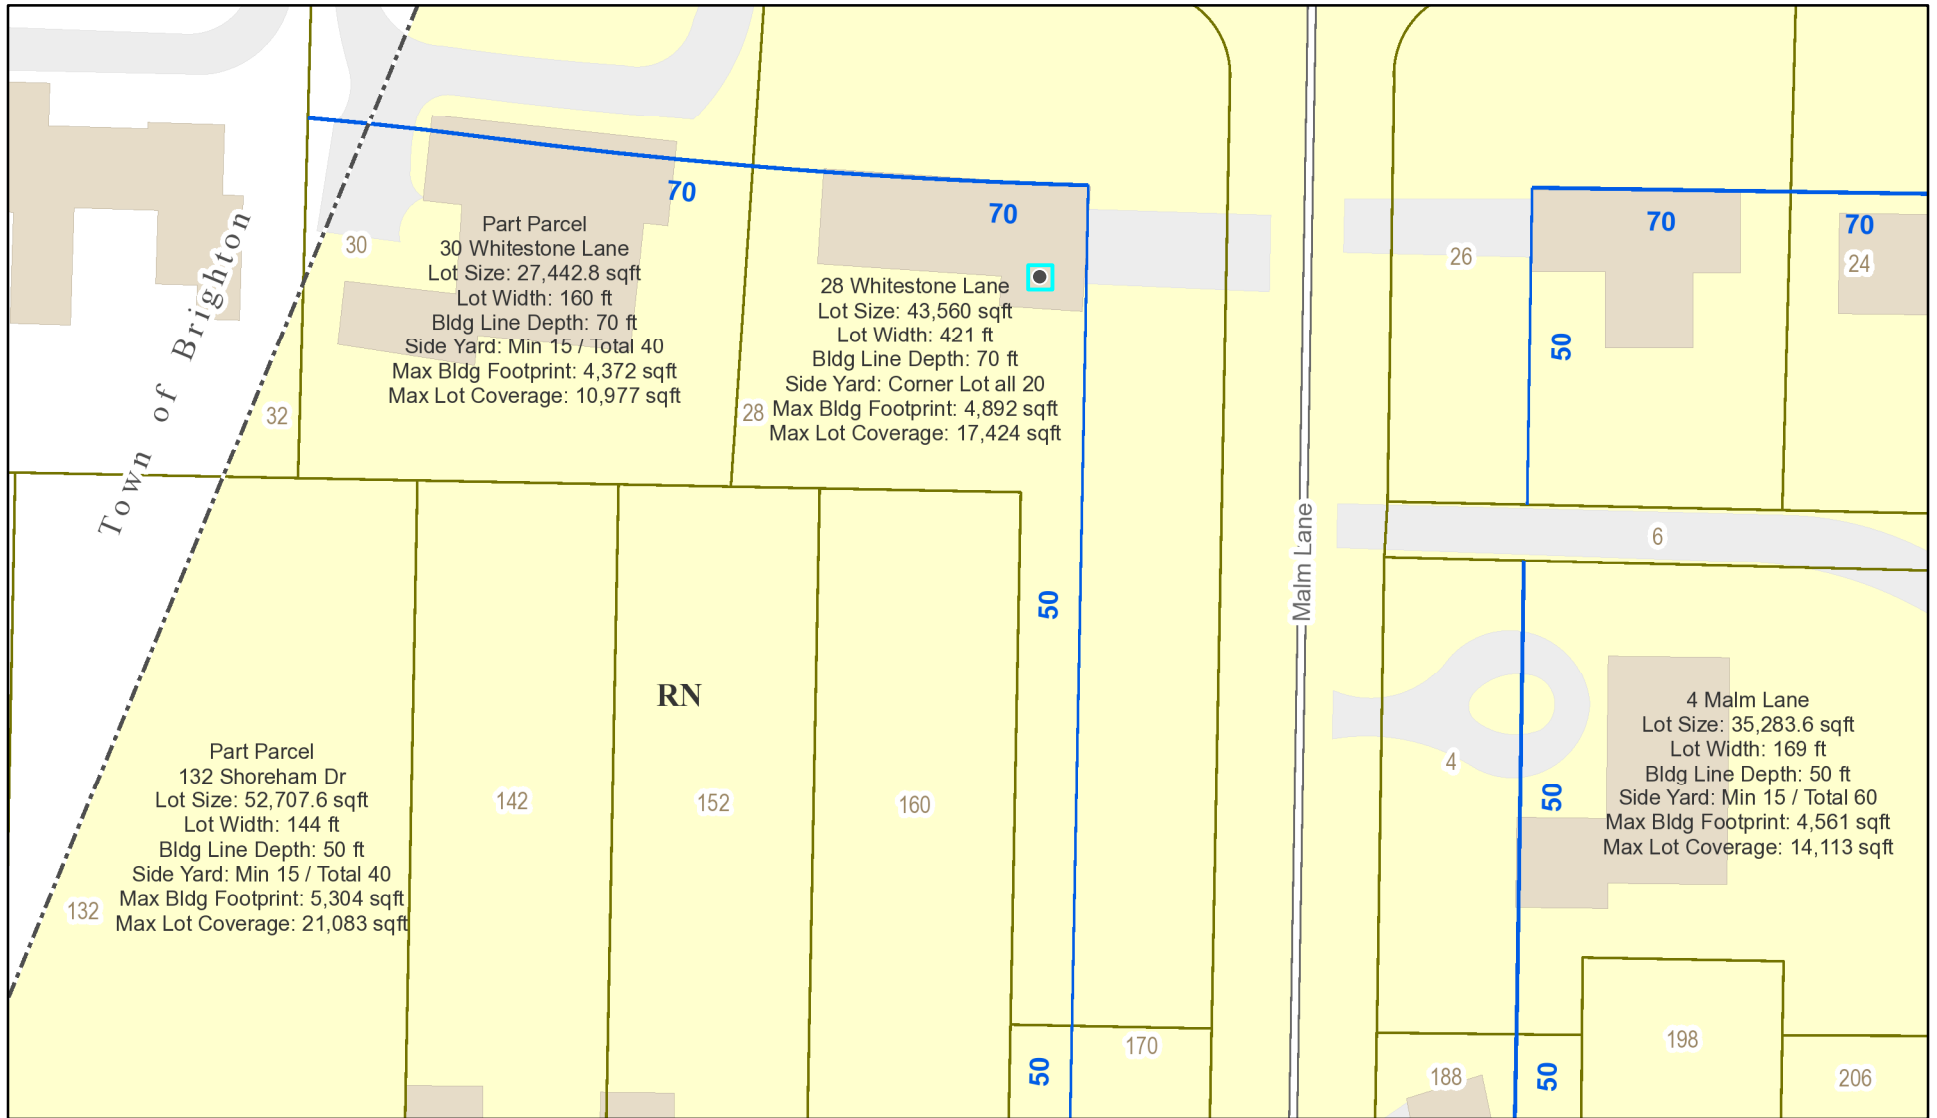 Town of Brighton
30
32
70
Part Parcel
30 Whitestone Lane
Lot Size: 27,442.8 sqft
Lot Width: 160 ft
Bldg Line Depth: 70 ft
Side Yard: Min 15 / Total 40
Max Bldg Footprint: 4,372 sqft
Max Lot Coverage: 10,977 sqft
28
70
28 Whitestone Lane
Lot Size: 43,560 sqft
Lot Width: 421 ft
Bldg Line Depth: 70 ft
Side Yard: Corner Lot all 20
Max Bldg Footprint: 4,892 sqft
Max Lot Coverage: 17,424 sqft
26
70
70
24
50
6
Malm Lane
50
RN
Part Parcel
132 Shoreham Dr
Lot Size: 52,707.6 sqft
Lot Width: 144 ft
Bldg Line Depth: 50 ft
Side Yard: Min 15 / Total 40
Max Bldg Footprint: 5,304 sqft
Max Lot Coverage: 21,083 sqft
132
142
152
160
4
50
4 Malm Lane
Lot Size: 35,283.6 sqft
Lot Width: 169 ft
Bldg Line Depth: 50 ft
Side Yard: Min 15 / Total 60
Max Bldg Footprint: 4,561 sqft
Max Lot Coverage: 14,113 sqft
50
170
188
50
198
206